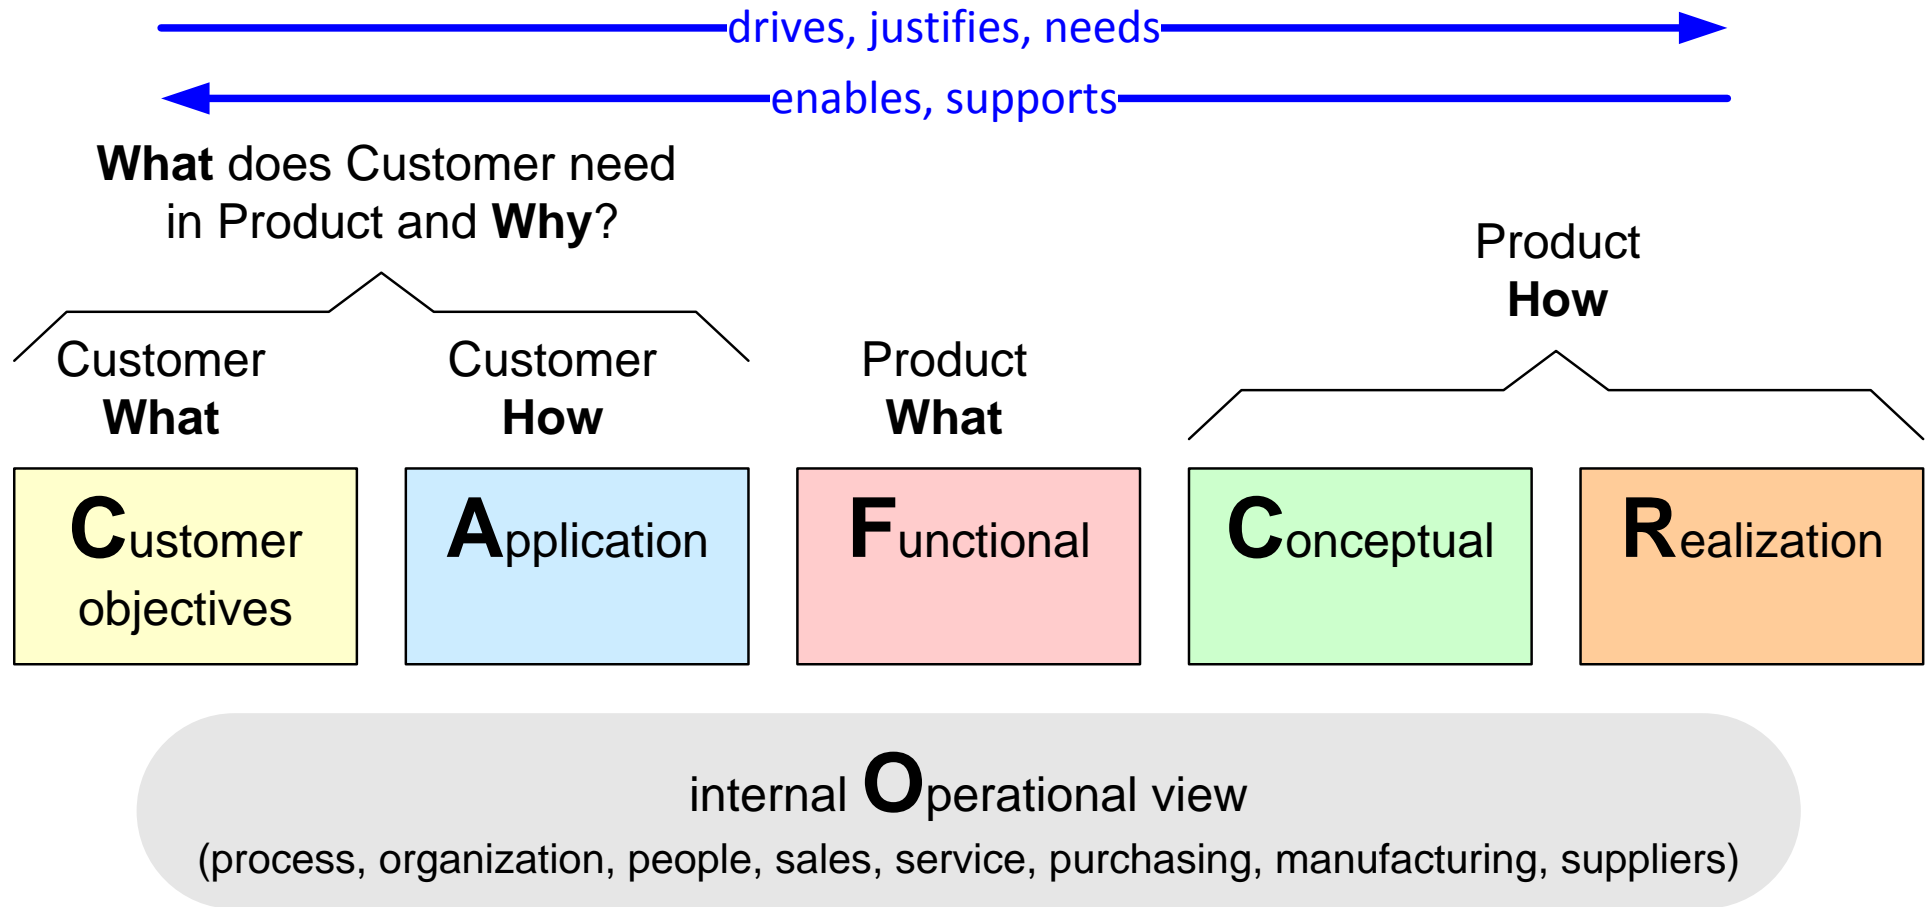 drives, justifies, needs
enables, supports
What does Customer need
in Product and Why?
Product
How
Customer
What
Customer
How
Product
What
Customer
objectives
Application
Functional
Conceptual
Realization
internal Operational view
(process, organization, people, sales, service, purchasing, manufacturing, suppliers)